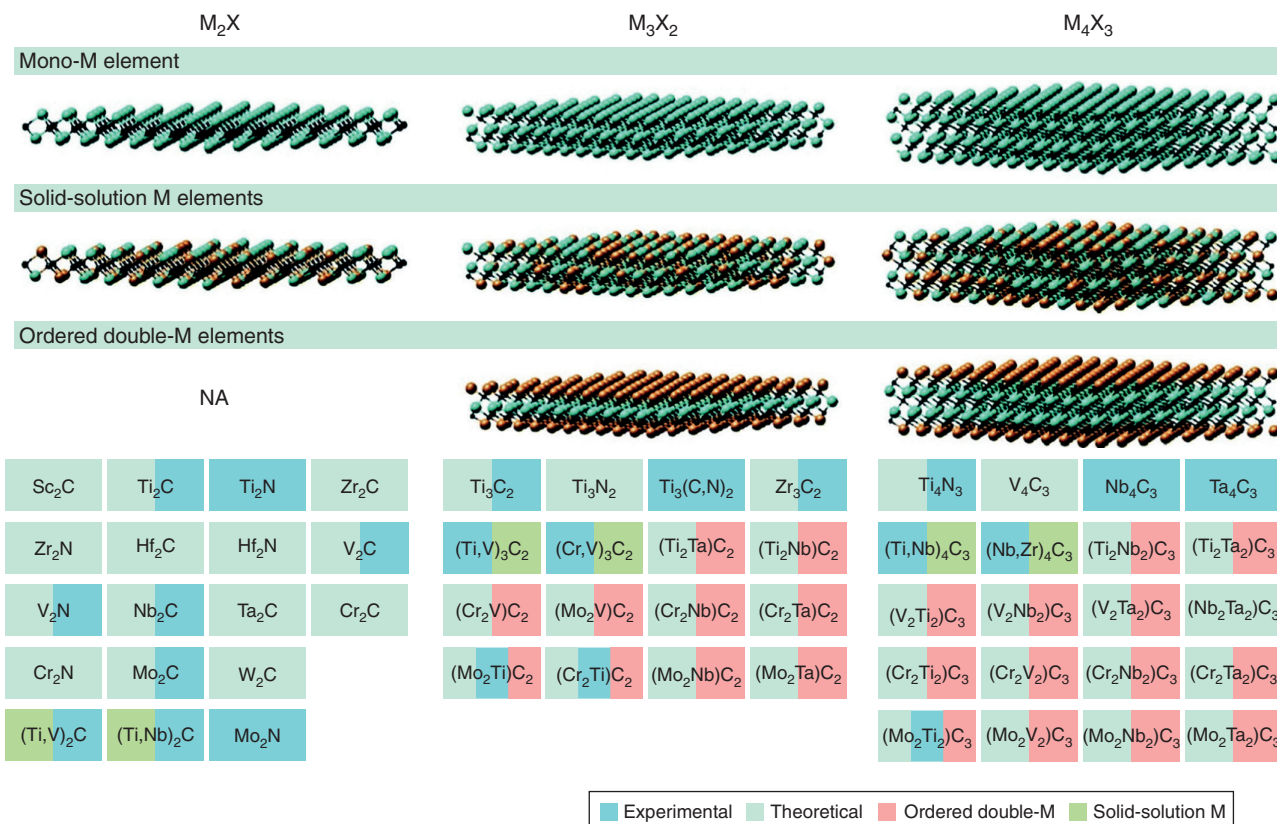 M₂X M₃X₂ M₄X₃
Mono-M element
Solid-solution M elements
Ordered double-M elements
NA
Sc₂C Ti₂C Ti₂N Zr₂C
Zr₂N Hf₂C Hf₂N V₂C
V₂N Nb₂C Ta₂C Cr₂C
Cr₂N Mo₂C W₂C
(Ti,V)₂C (Ti,Nb)₂C Mo₂N
Ti₃C₂ Ti₃N₂ Ti₃(C,N)₂ Zr₃C₂
(Ti,V)₃C₂ (Cr,V)₃C₂ (Ti₂Ta)C₂ (Ti₂Nb)C₂
(Cr₂V)C₂ (Mo₂V)C₂ (Cr₂Nb)C₂ (Cr₂Ta)C₂
(Mo₂Ti)C₂ (Cr₂Ti)C₂ (Mo₂Nb)C₂ (Mo₂Ta)C₂
Ti₄N₃ V₄C₃ Nb₄C₃ Ta₄C₃
(Ti,Nb)₄C₃ (Nb,Zr)₄C₃ (Ti₂Nb₂)C₃ (Ti₂Ta₂)C₃
(V₂Ti₂)C₃ (V₂Nb₂)C₃ (V₂Ta₂)C₃ (Nb₂Ta₂)C₃
(Cr₂Ti₂)C₃ (Cr₂V₂)C₃ (Cr₂Nb₂)C₃ (Cr₂Ta₂)C₃
(Mo₂Ti₂)C₃ (Mo₂V₂)C₃ (Mo₂Nb₂)C₃ (Mo₂Ta₂)C₃
Experimental Theoretical Ordered double-M Solid-solution M